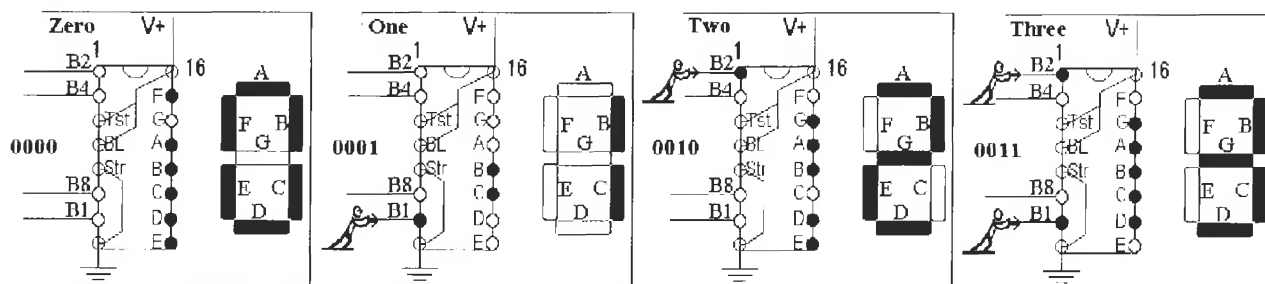 Zero V+
1
B2 16
B4
F
Tst G
0000 BL A
Str B
B8 C
B1 D
E
A
F B
G
E C
D
One V+
1
B2 16
B4
F
Tst G
0001 BL A
Str B
B8 C
B1 D
E
A
F B
G
E C
D
Two V+
1
B2 16
B4
F
Tst G
0010 BL A
Str B
B8 C
B1 D
E
A
F B
G
E C
D
Three V+
1
B2 16
B4
F
Tst G
0011 BL A
Str B
B8 C
B1 D
E
A
F B
G
E C
D